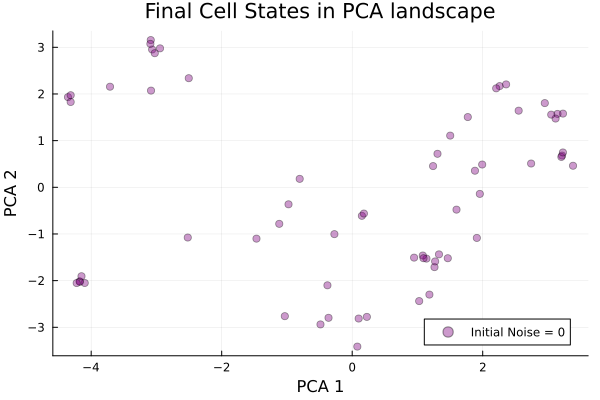 Final Cell States in PCA landscape
3
2
1
0
−1
−2
−3
PCA 2
Initial Noise = 0
−4
−2
0
2
PCA 1